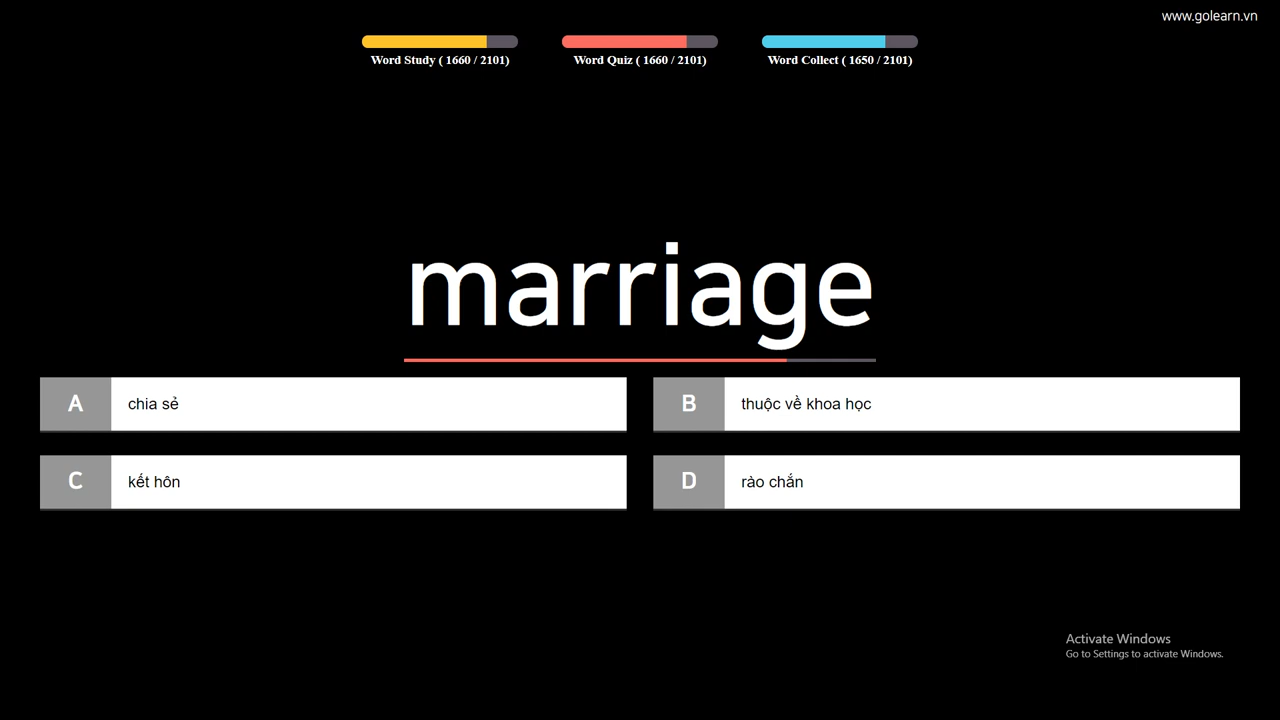 www.golearn.vn
Word Study ( 1660 / 2101)
Word Quiz ( 1660 / 2101)
Word Collect ( 1650 / 2101)
marriage
A chia sẻ
B thuộc về khoa học
C kết hôn
D rào chắn
Activate Windows
Go to Settings to activate Windows.